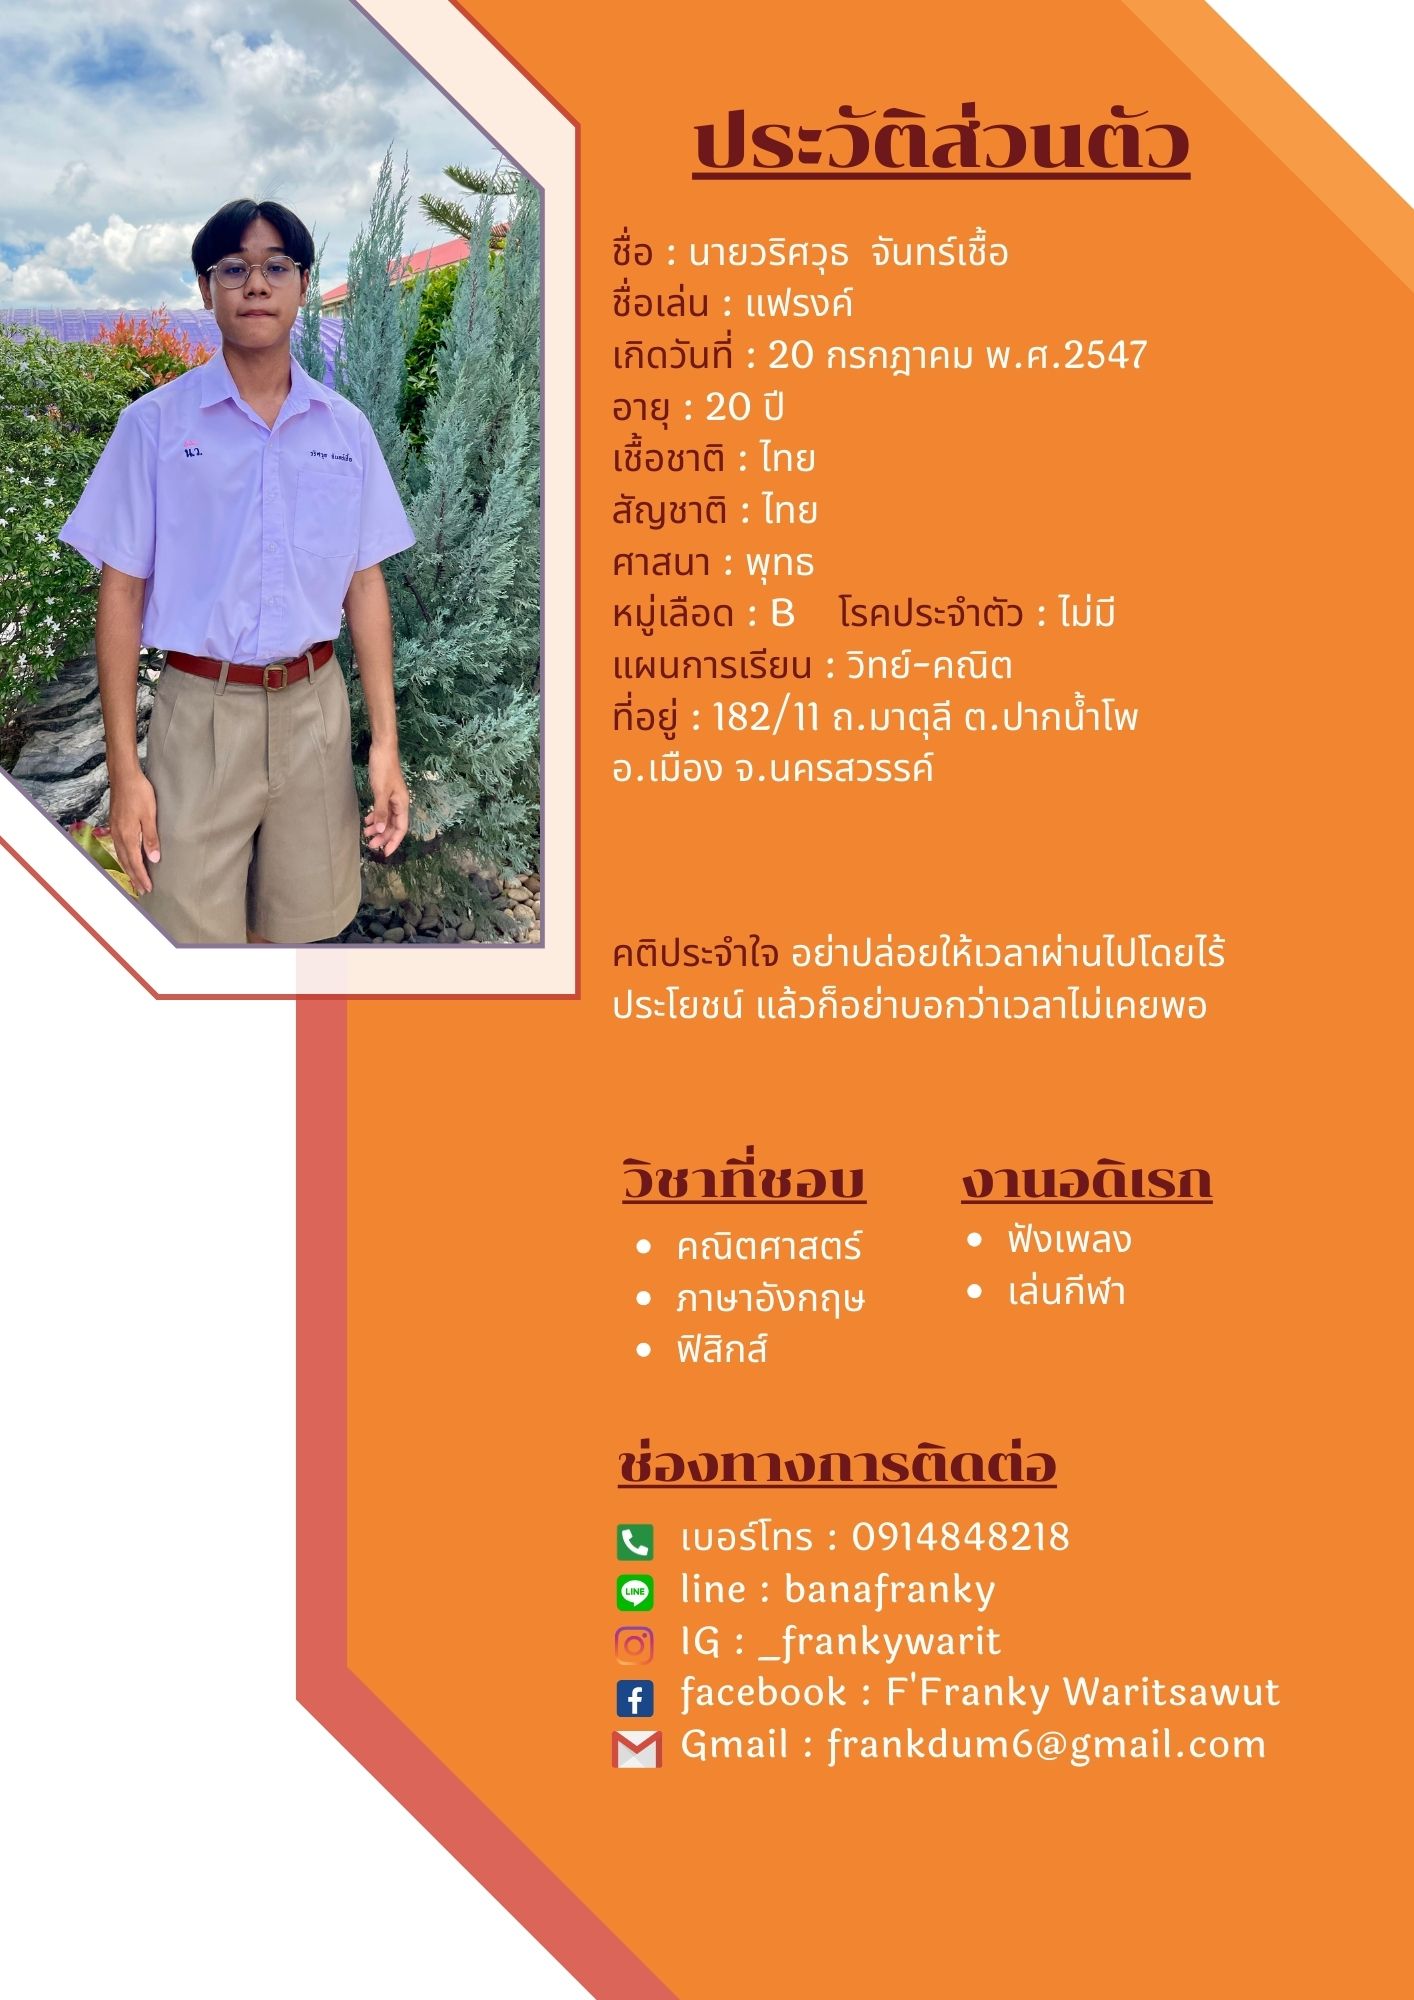 ประวัติส่วนตัว
ชื่อ : นายวริศวุธ จันทร์เชื้อ
ชื่อเล่น : แฟรงค์
เกิดวันที่ : 20 กรกฎาคม พ.ศ.2547
อายุ : 20 ปี
เชื้อชาติ : ไทย
สัญชาติ : ไทย
ศาสนา : พุทธ
หมู่เลือด : B โรคประจำตัว : ไม่มี
แผนการเรียน : วิทย์-คณิต
ที่อยู่ : 182/11 ถ.มาตุลี ต.ปากน้ำโพ
อ.เมือง จ.นครสวรรค์
น.ว.
วริศวุธ จันทร์เชื้อ
คติประจำใจ อย่าปล่อยให้เวลาผ่านไปโดยไร้
ประโยชน์ แล้วก็อย่าบอกว่าเวลาไม่เคยพอ
วิชาที่ชอบ
คณิตศาสตร์
ภาษาอังกฤษ
ฟิสิกส์
งานอดิเรก
ฟังเพลง
เล่นกีฬา
ช่องทางการติดต่อ
เบอร์โทร : 0914848218
LINE line : banafranky
IG : _frankywarit
facebook : F'Franky Waritsawut
Gmail : frankdum6@gmail.com